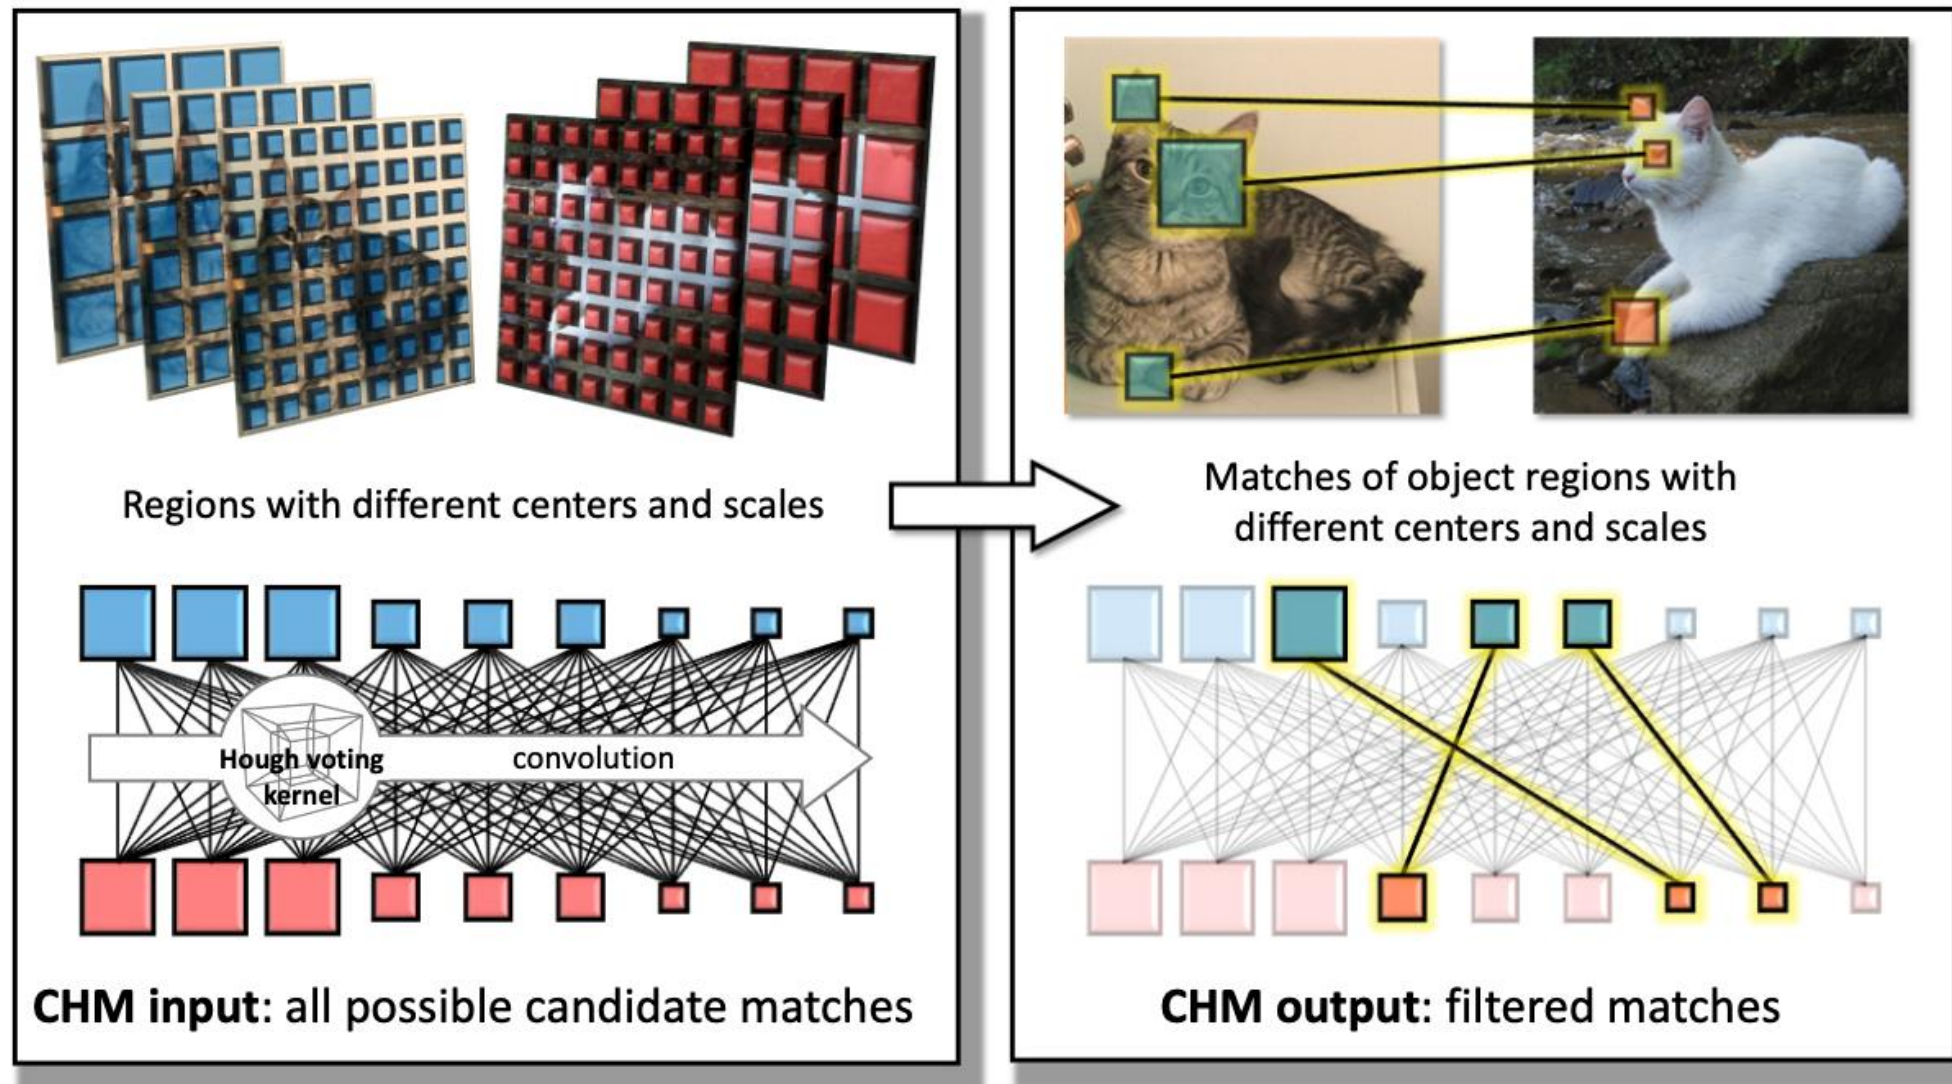 Regions with different centers and scales
Hough voting
kernel
convolution
CHM input: all possible candidate matches
Matches of object regions with
different centers and scales
CHM output: filtered matches